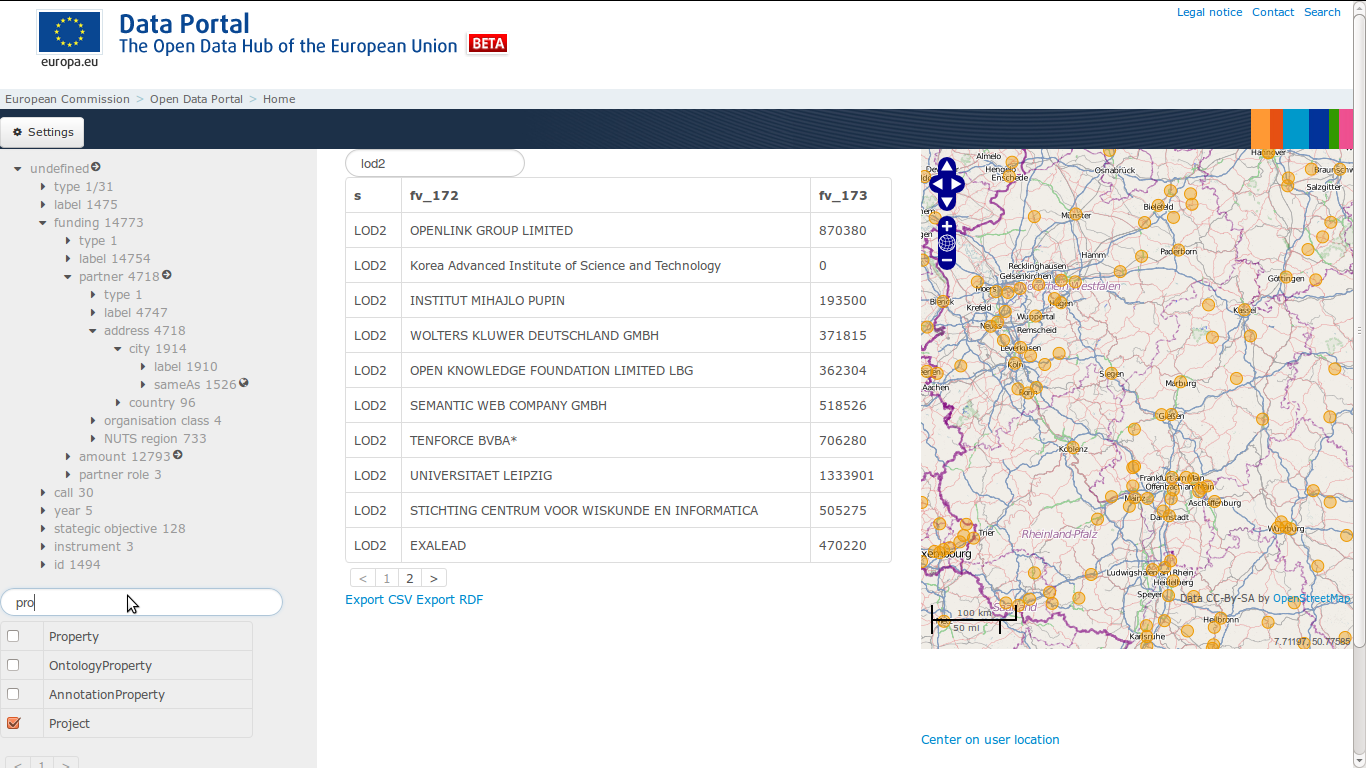 Legal notice Contact Search
Data Portal
The Open Data Hub of the European Union BETA
europa.eu
European Commission > Open Data Portal > Home
Settings
undefined
type 1/31
label 1475
funding 14773
type 1
label 14754
partner 4718
type 1
label 4747
address 4718
city 1914
label 1910
sameAs 1526
country 96
organisation class 4
NUTS region 733
amount 12793
partner role 3
call 30
year 5
stategic objective 128
instrument 3
id 1494
pro
Property
OntologyProperty
AnnotationProperty
Project
< 1 >
lod2
s fv_172 fv_173
LOD2 OPENLINK GROUP LIMITED 870380
LOD2 Korea Advanced Institute of Science and Technology 0
LOD2 INSTITUT MIHAJLO PUPIN 193500
LOD2 WOLTERS KLUWER DEUTSCHLAND GMBH 371815
LOD2 OPEN KNOWLEDGE FOUNDATION LIMITED LBG 362304
LOD2 SEMANTIC WEB COMPANY GMBH 518526
LOD2 TENFORCE BVBA* 706280
LOD2 UNIVERSITAET LEIPZIG 1333901
LOD2 STICHTING CENTRUM VOOR WISKUNDE EN INFORMATICA 505275
LOD2 EXALEAD 470220
< 1 2 >
Export CSV Export RDF
Hannover
Almelo
Hengelo
Enschede
Osnabrück
Braunschw
Salzgitter
Bielefeld
Münster
Paderborn
Hamm
Recklinghausen
Gelsenkirchen
Göttingen
Moers
Nordrhein-Westfalen
Hagen
Krefeld
Kassel
Neuss
Wuppertal
Remscheid
Leverkusen
Köln
Aachen
Siegen
Marburg
Bonn
Gießen
Koblenz
Frankfurt am Main
Offenbach am Main
Mainz
Aschaffenburg
Darmstadt
Trier
Rheinland-Pfalz
Würzburg
xembourg
Ludwigshafen am Rhein
Heidelberg
Speyer
Data CC-By-SA by OpenStreetMap
Saarland
100 km
50 mi
Metz
Heilbronn
Karlsruhe
7.71197, 50.77585
Center on user location